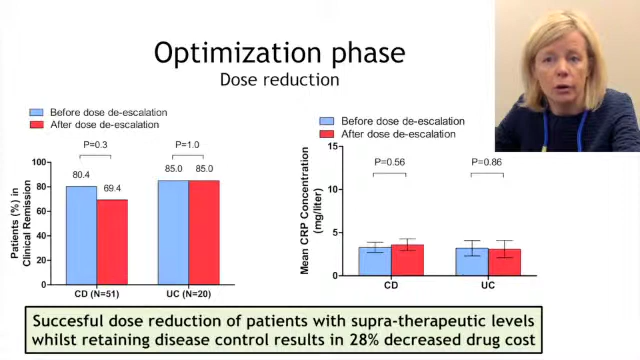 Optimization phase
Dose reduction
Before dose de-escalation
After dose de-escalation
P=0.3
P=1.0
100
80
60
40
20
0
Patients (%) in
Clinical Remission
80.4
69.4
85.0
85.0
CD (N=51)
UC (N=20)
Before dose de-escalation
After dose de-escalation
15
10
5
0
Mean CRP Concentration
(mg/liter)
P=0.56
P=0.86
CD
UC
Succesful dose reduction of patients with supra-therapeutic levels
whilst retaining disease control results in 28% decreased drug cost